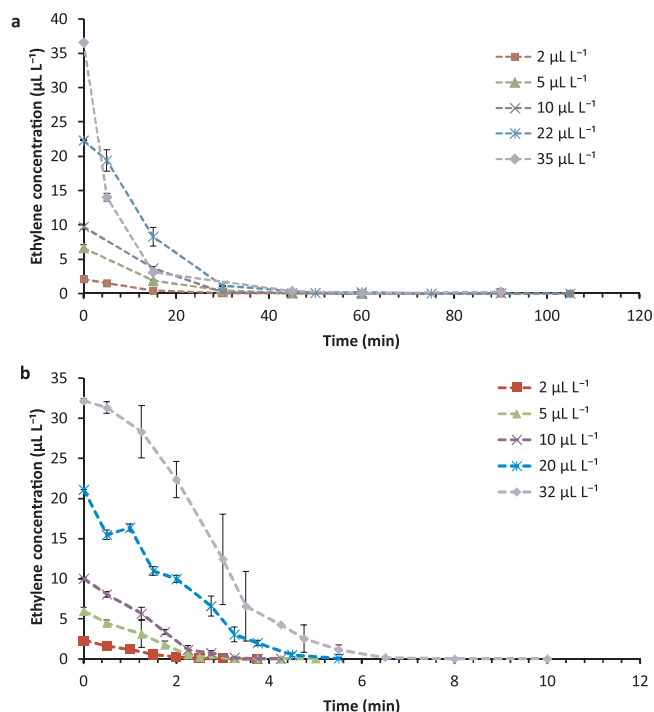 a
40
35
30
25
20
15
10
5
0
Ethylene concentration (µL L⁻¹)
0 20 40 60 80 100 120
Time (min)
2 µL L⁻¹
5 µL L⁻¹
10 µL L⁻¹
22 µL L⁻¹
35 µL L⁻¹
b
35
30
25
20
15
10
5
0
Ethylene concentration (µL L⁻¹)
0 2 4 6 8 10 12
Time (min)
2 µL L⁻¹
5 µL L⁻¹
10 µL L⁻¹
20 µL L⁻¹
32 µL L⁻¹